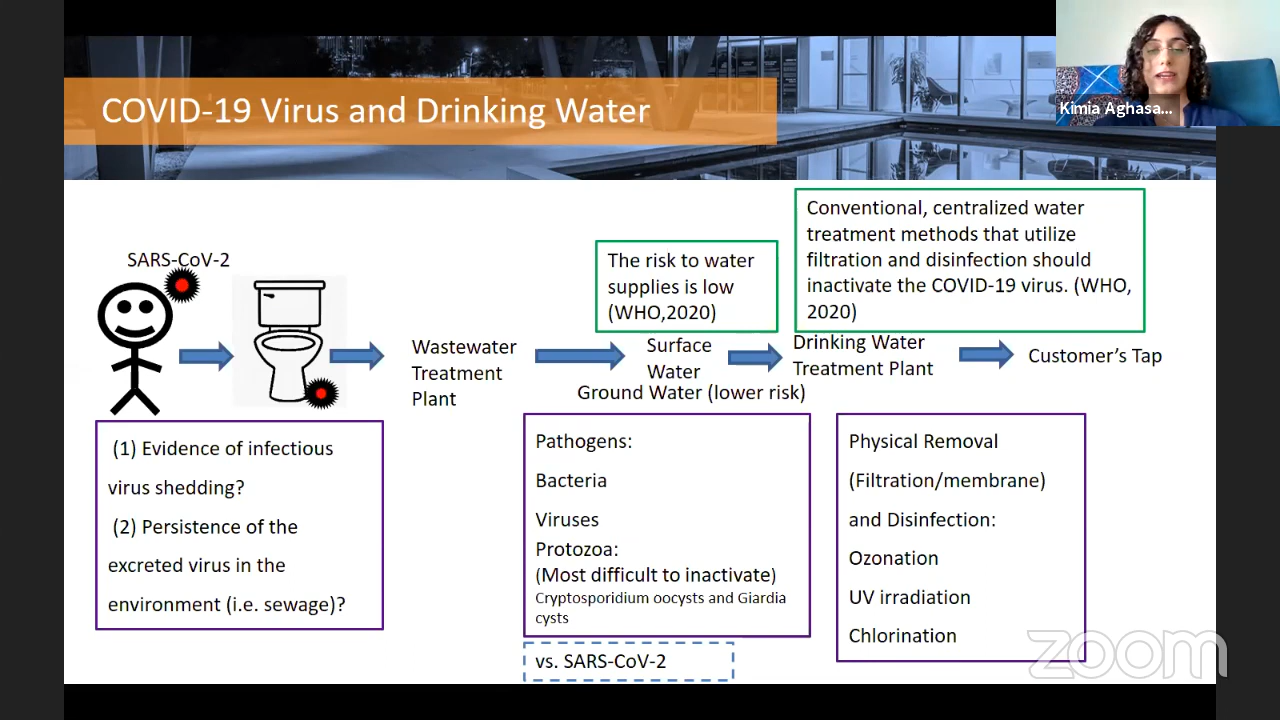 COVID-19 Virus and Drinking Water
Kimia Aghasa...
SARS-CoV-2
The risk to water
supplies is low
(WHO,2020)
Conventional, centralized water
treatment methods that utilize
filtration and disinfection should
inactivate the COVID-19 virus. (WHO,
2020)
Wastewater
Treatment
Plant
Surface
Water
Ground Water (lower risk)
Drinking Water
Treatment Plant
Customer's Tap
(1) Evidence of infectious
virus shedding?
(2) Persistence of the
excreted virus in the
environment (i.e. sewage)?
Pathogens:
Bacteria
Viruses
Protozoa:
(Most difficult to inactivate)
Cryptosporidium oocysts and Giardia
cysts
vs. SARS-CoV-2
Physical Removal
(Filtration/membrane)
and Disinfection:
Ozonation
UV irradiation
Chlorination
zoom